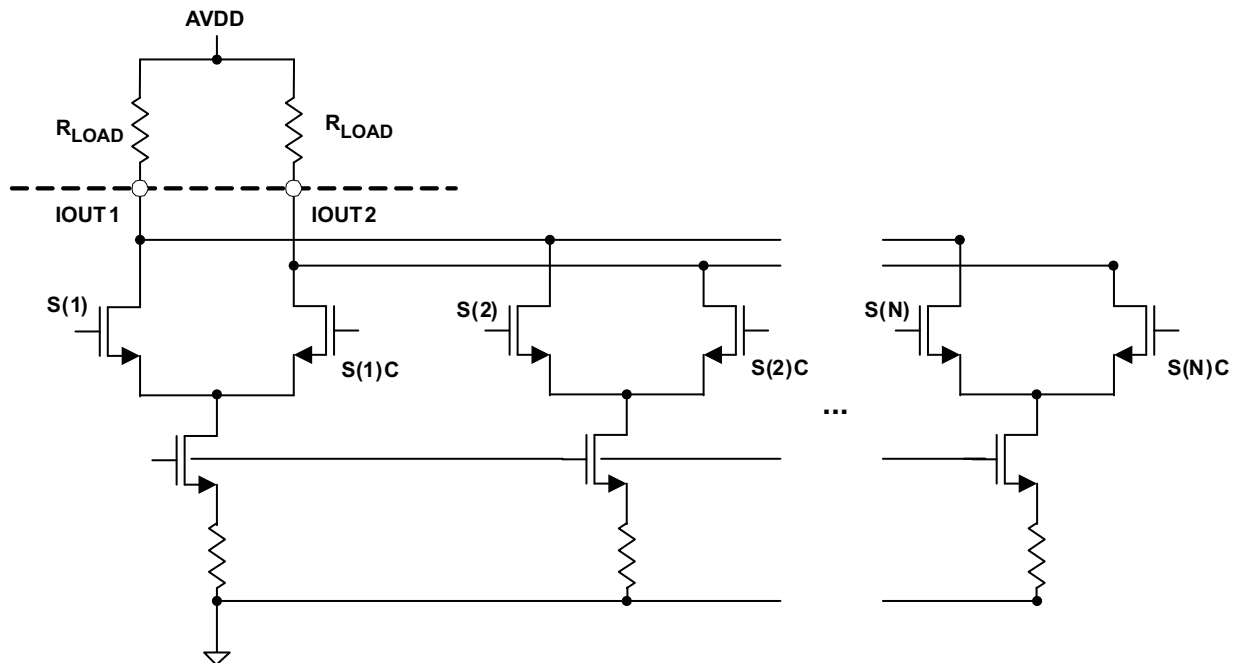 AVDD
RLOAD
RLOAD
IOUT1
IOUT2
S(1)
S(1)C
S(2)
S(2)C
S(N)
S(N)C
...